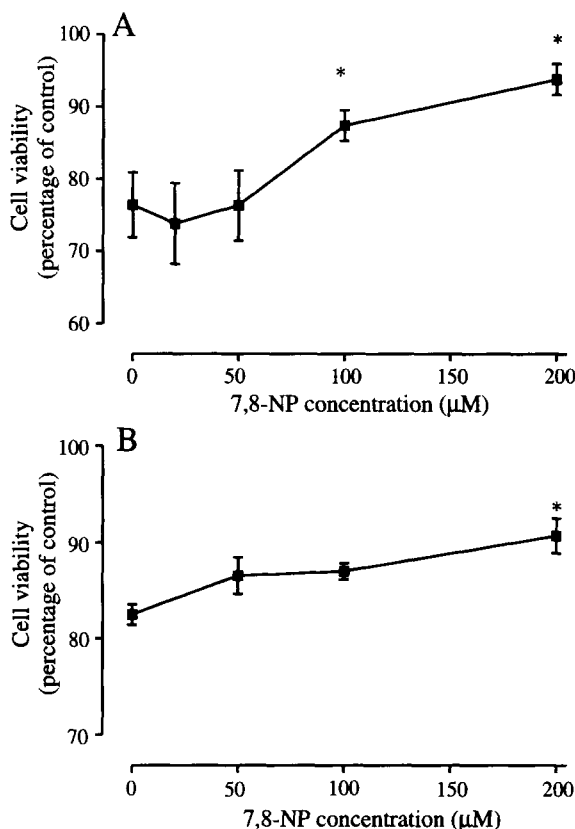 A
100
90
80
70
60
Cell viability
(percentage of control)
*
*
0
50
100
150
200
7,8-NP concentration (μM)
B
100
90
80
70
Cell viability
(percentage of control)
*
0
50
100
150
200
7,8-NP concentration (μM)